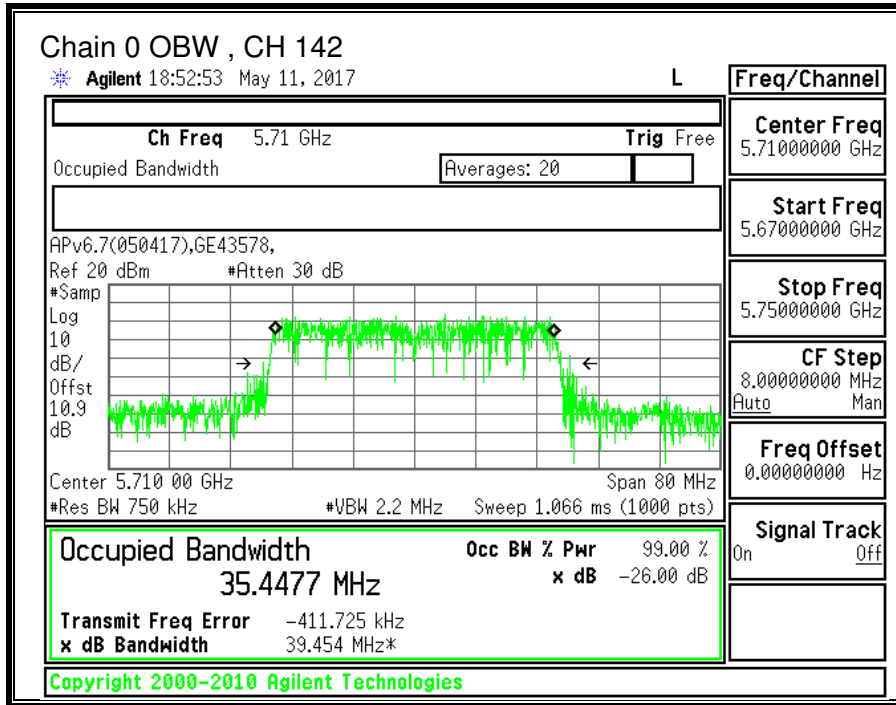 Chain 0 OBW , CH 142
Agilent 18:52:53 May 11, 2017 L
Freq/Channel
Ch Freq 5.71 GHz Trig Free
Occupied Bandwidth Averages: 20
Center Freq
5.71000000 GHz
Start Freq
5.67000000 GHz
Stop Freq
5.75000000 GHz
CF Step
8.00000000 MHz
Auto Man
Freq Offset
0.00000000 Hz
Signal Track
On Off
APv6.7(050417),GE43578,
Ref 20 dBm #Atten 30 dB
#Samp
Log
10
dB/
Offst
10.9
dB
Center 5.710 00 GHz Span 80 MHz
#Res BW 750 kHz #VBW 2.2 MHz Sweep 1.066 ms (1000 pts)
Occupied Bandwidth Occ BW % Pwr 99.00 %
35.4477 MHz x dB -26.00 dB
Transmit Freq Error -411.725 kHz
x dB Bandwidth 39.454 MHz*
Copyright 2000-2010 Agilent Technologies